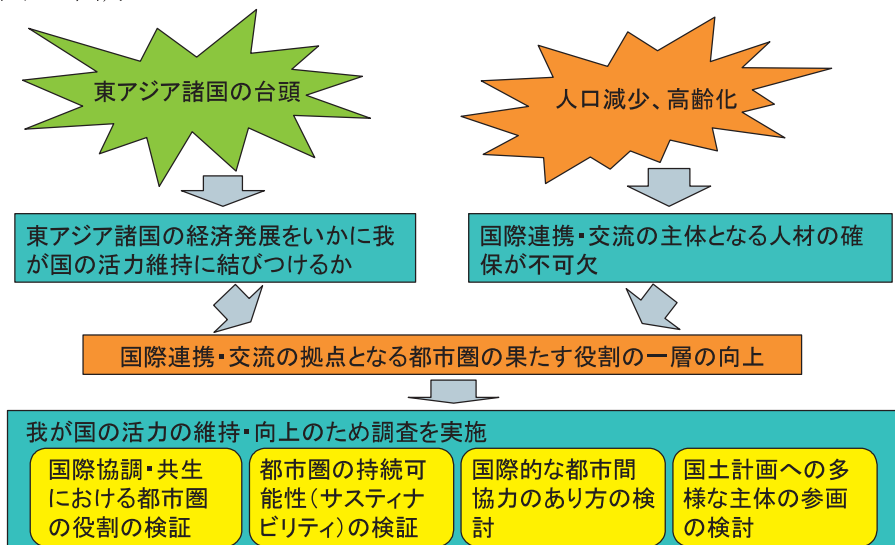 東アジア諸国の台頭
人口減少、高齢化
東アジア諸国の経済発展をいかに我
が国の活力維持に結びつけるか
国際連携・交流の主体となる人材の確
保が不可欠
国際連携・交流の拠点となる都市圏の果たす役割の一層の向上
我が国の活力の維持・向上のため調査を実施
国際協調・共生
における都市圏
の役割の検証
都市圏の持続可
能性(サスティナ
ビリティ)の検証
国際的な都市間
協力のあり方の検
討
国土計画への多
様な主体の参画
の検討